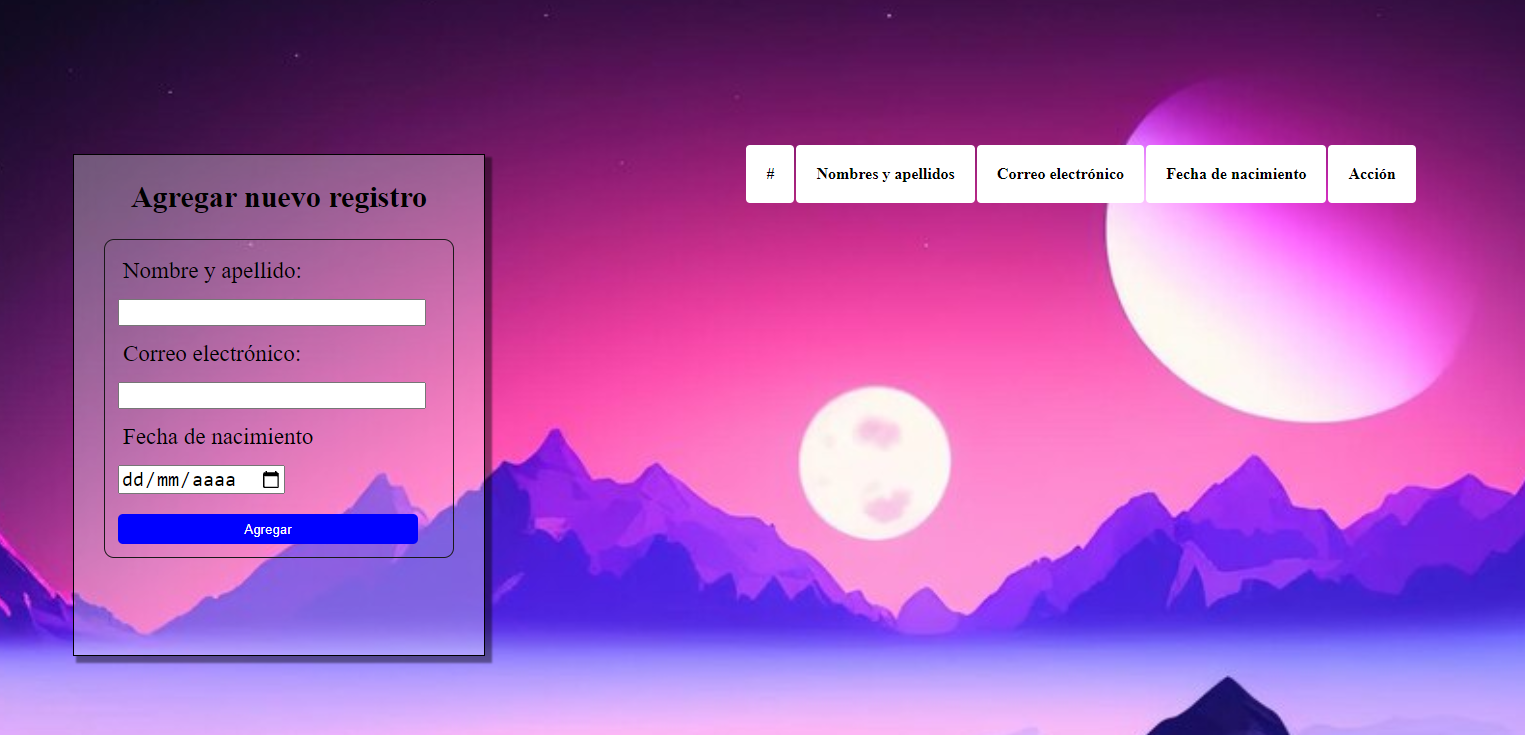 Agregar nuevo registro
Nombre y apellido:
Correo electrónico:
Fecha de nacimiento
dd/mm/aaaa
Agregar
# Nombres y apellidos Correo electrónico Fecha de nacimiento Acción